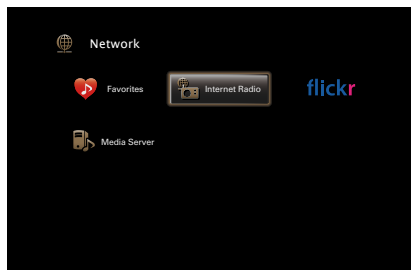 Network
Favorites
Internet Radio
flickr
Media Server